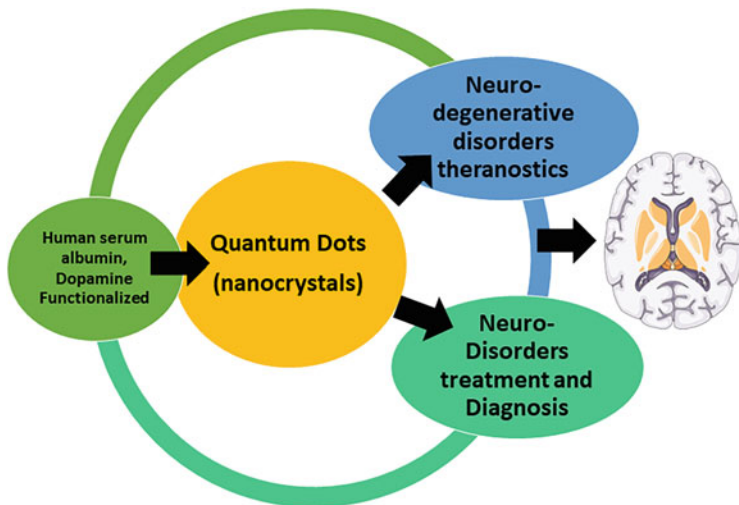 Neuro-
degenerative
disorders
theranostics
Human serum
albumin,
Dopamine
Functionalized
Quantum Dots
(nanocrystals)
Neuro-
Disorders
treatment and
Diagnosis